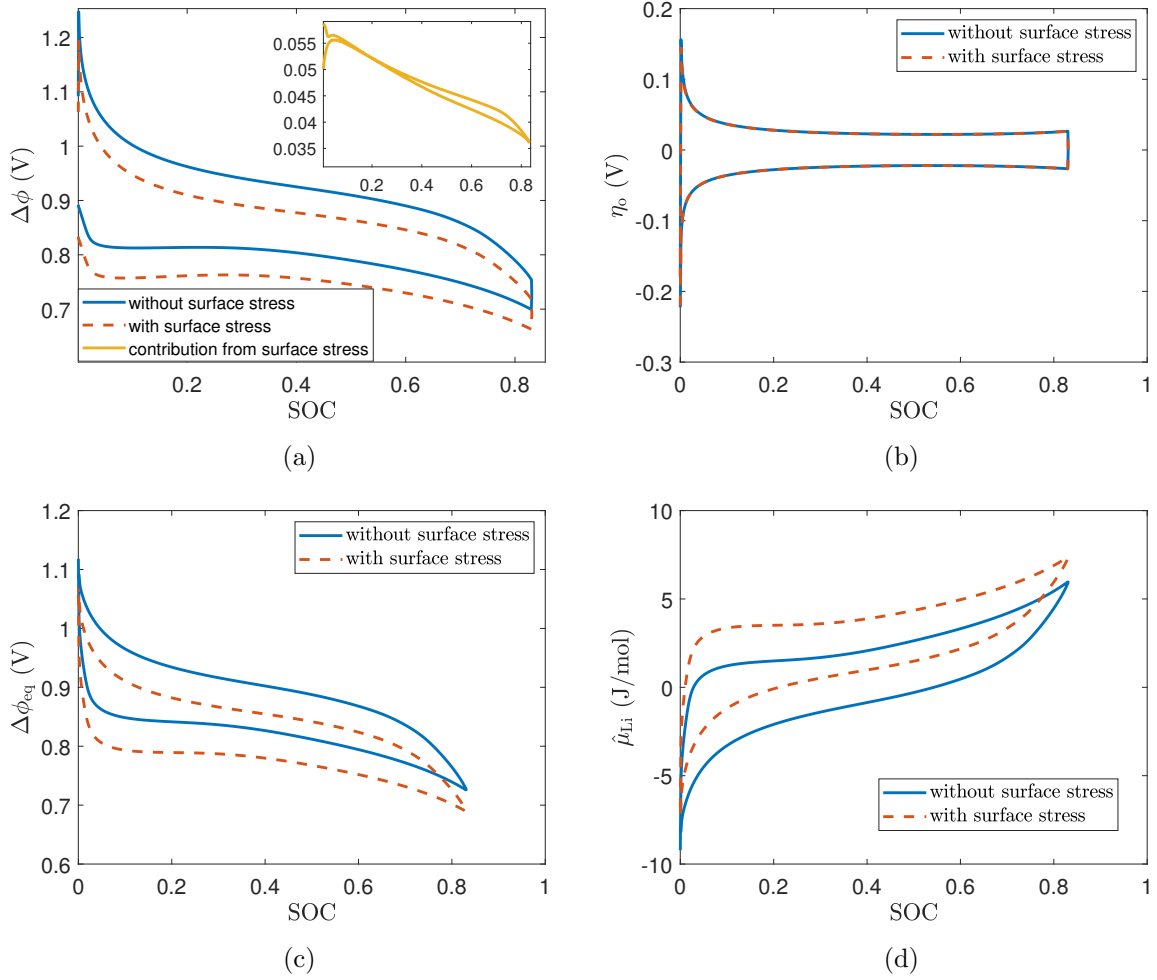 1.2
1.1
1
0.9
0.8
0.7
Δϕ (V)
0.055
0.05
0.045
0.04
0.035
0.2 0.4 0.6 0.8
without surface stress
with surface stress
contribution from surface stress
0.2 0.4 0.6 0.8
SOC
(a)
0.2
0.1
0
-0.1
-0.2
-0.3
η_o (V)
without surface stress
with surface stress
0 0.2 0.4 0.6 0.8 1
SOC
(b)
1.2
1.1
1
0.9
0.8
0.7
0.6
Δϕ_eq (V)
without surface stress
with surface stress
0 0.2 0.4 0.6 0.8 1
SOC
(c)
10
5
0
-5
-10
μ̂_Li (J/mol)
without surface stress
with surface stress
0 0.2 0.4 0.6 0.8 1
SOC
(d)